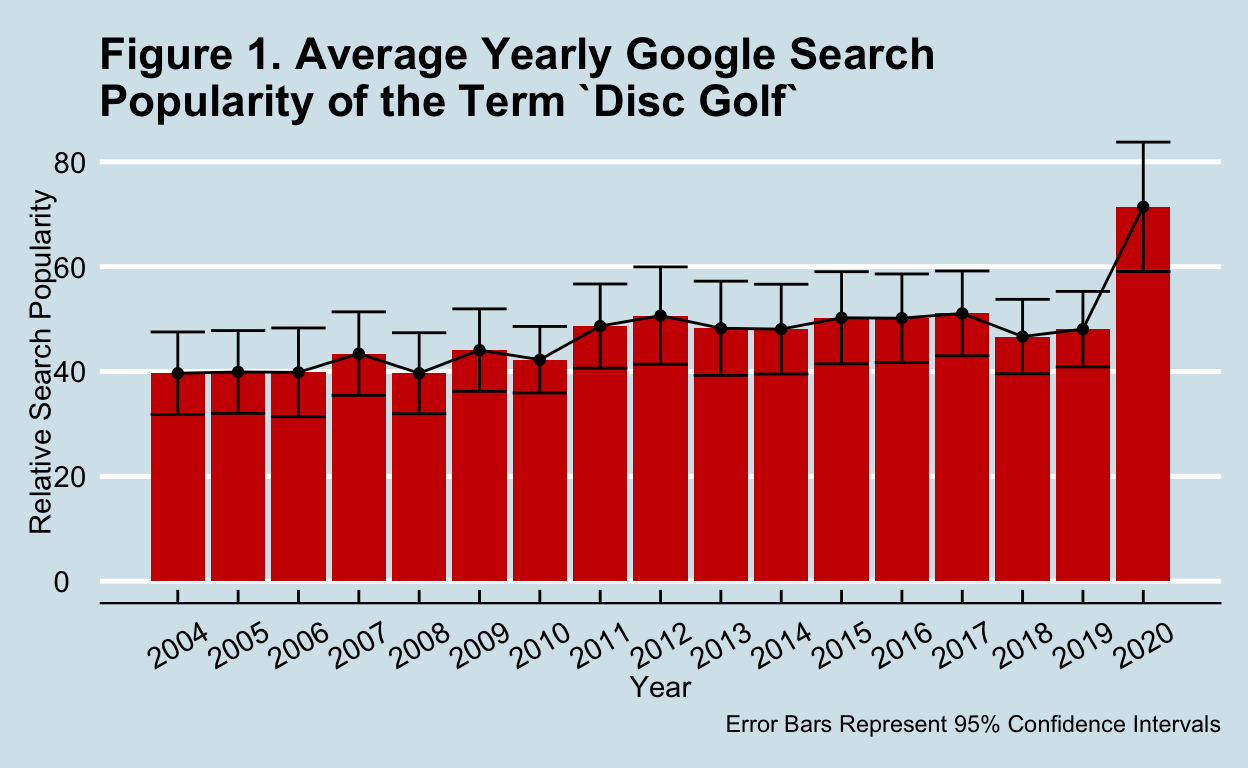 Figure 1. Average Yearly Google Search
Popularity of the Term `Disc Golf`
Relative Search Popularity
80
60
40
20
0
2004 2005 2006 2007 2008 2009 2010 2011 2012 2013 2014 2015 2016 2017 2018 2019 2020
Year
Error Bars Represent 95% Confidence Intervals